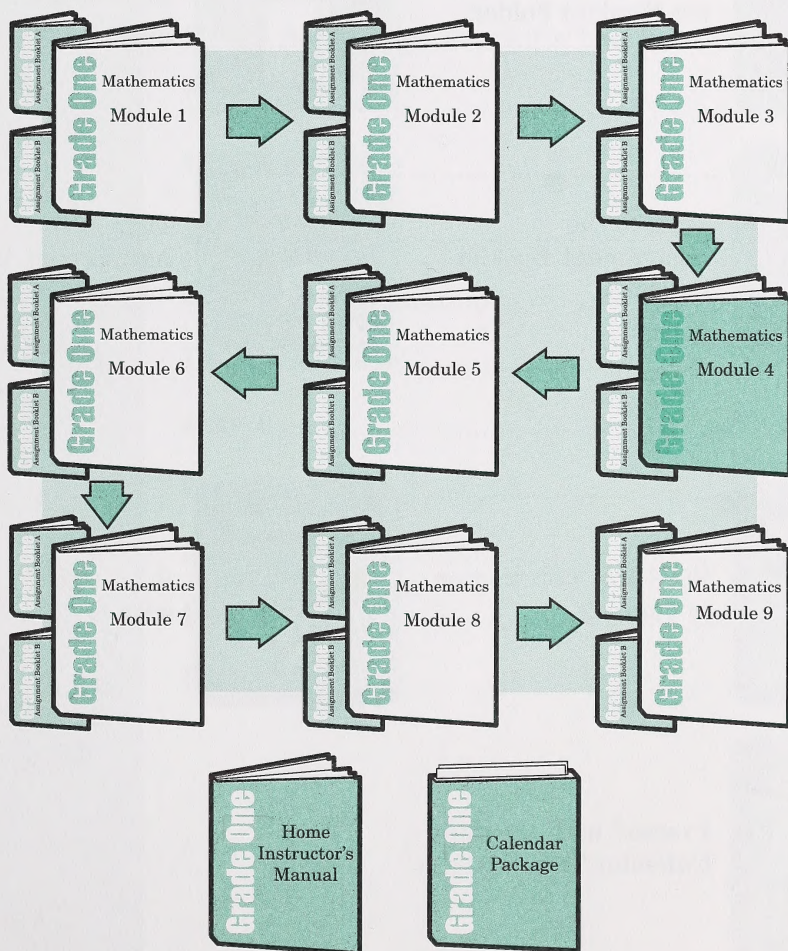 Grade One
Assignment Booklet A
Grade One
Assignment Booklet B
Grade One
Mathematics
Module 1
Grade One
Assignment Booklet A
Grade One
Assignment Booklet B
Grade One
Mathematics
Module 2
Grade One
Assignment Booklet A
Grade One
Assignment Booklet B
Grade One
Mathematics
Module 3
Grade One
Assignment Booklet A
Grade One
Assignment Booklet B
Grade One
Mathematics
Module 4
Grade One
Assignment Booklet A
Grade One
Assignment Booklet B
Grade One
Mathematics
Module 5
Grade One
Assignment Booklet A
Grade One
Assignment Booklet B
Grade One
Mathematics
Module 6
Grade One
Assignment Booklet A
Grade One
Assignment Booklet B
Grade One
Mathematics
Module 7
Grade One
Assignment Booklet A
Grade One
Assignment Booklet B
Grade One
Mathematics
Module 8
Grade One
Assignment Booklet A
Grade One
Assignment Booklet B
Grade One
Mathematics
Module 9
Grade One
Home
Instructor's
Manual
Grade One
Calendar
Package